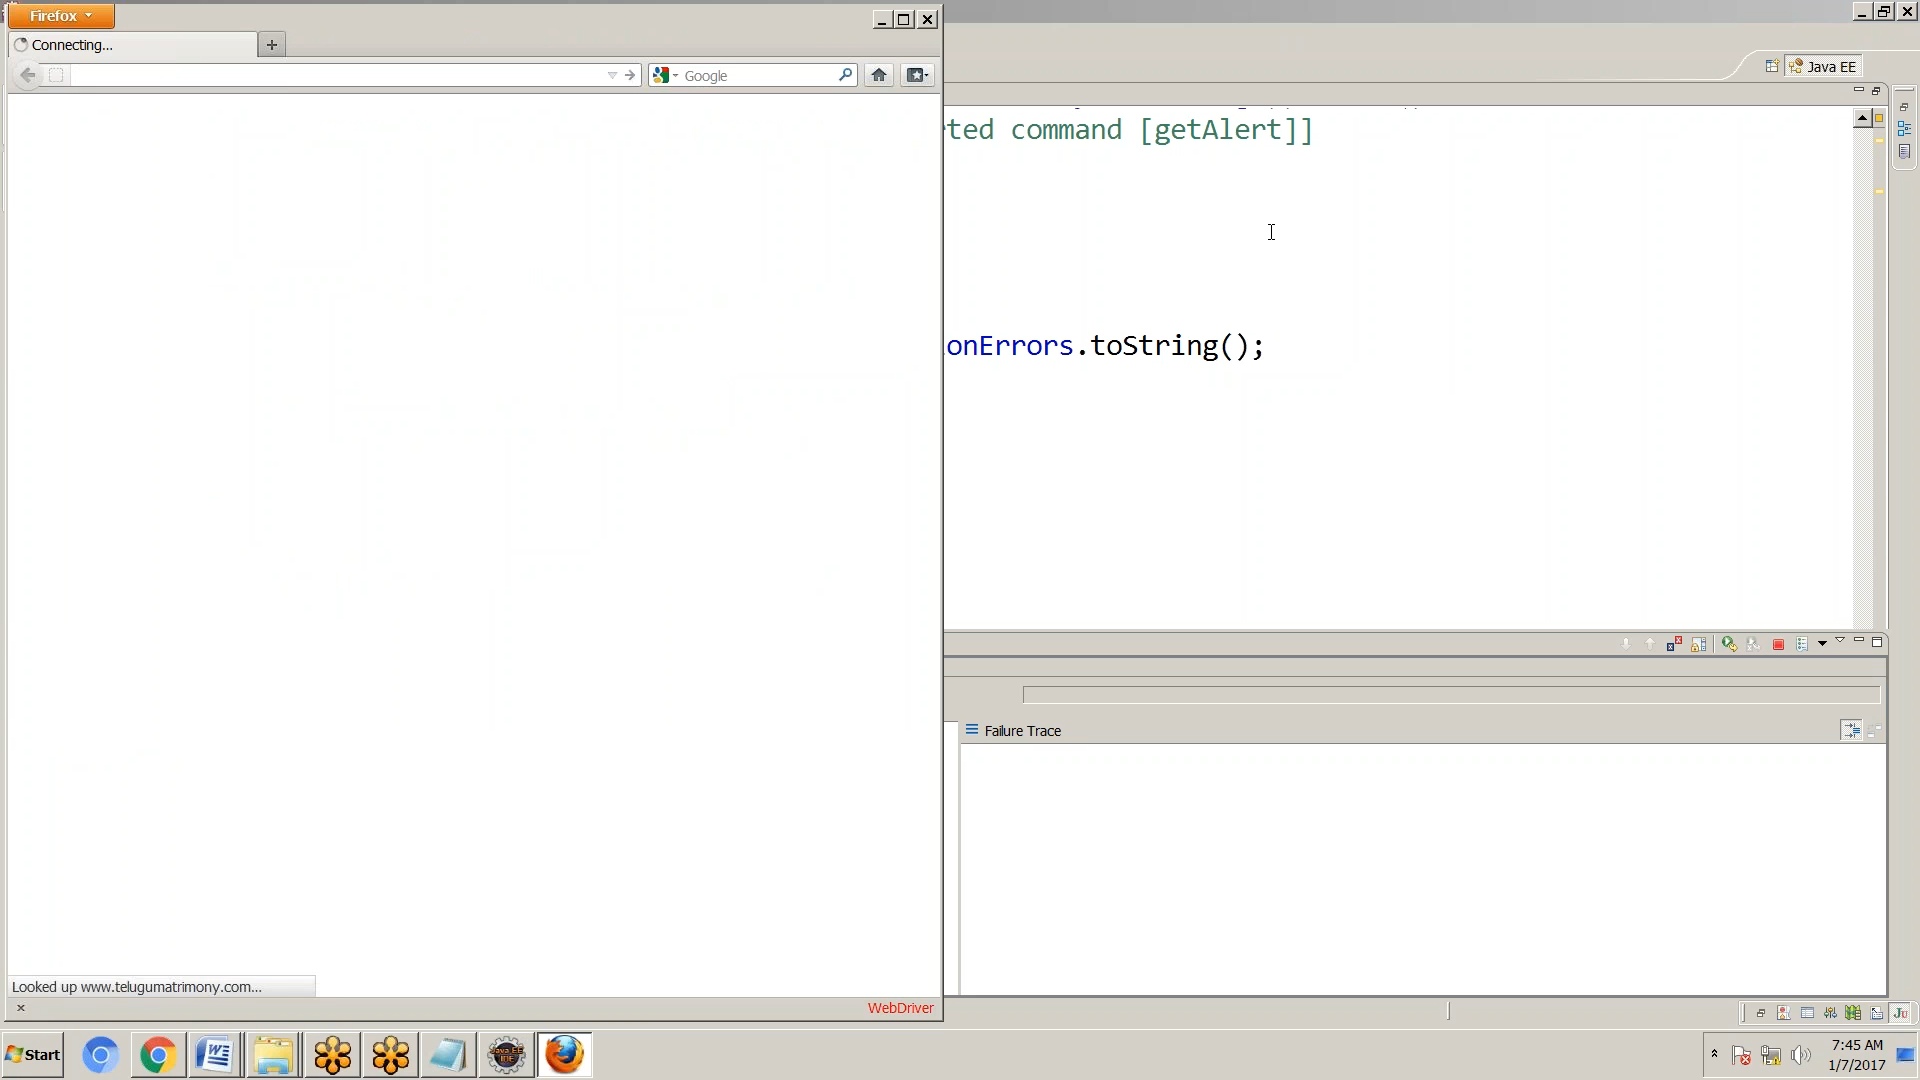 Firefox
Connecting...
Google
Java EE
ted command [getAlert]]
onErrors.toString();
Failure Trace
Looked up www.telugumatrimony.com...
WebDriver
Start
7:45 AM
1/7/2017